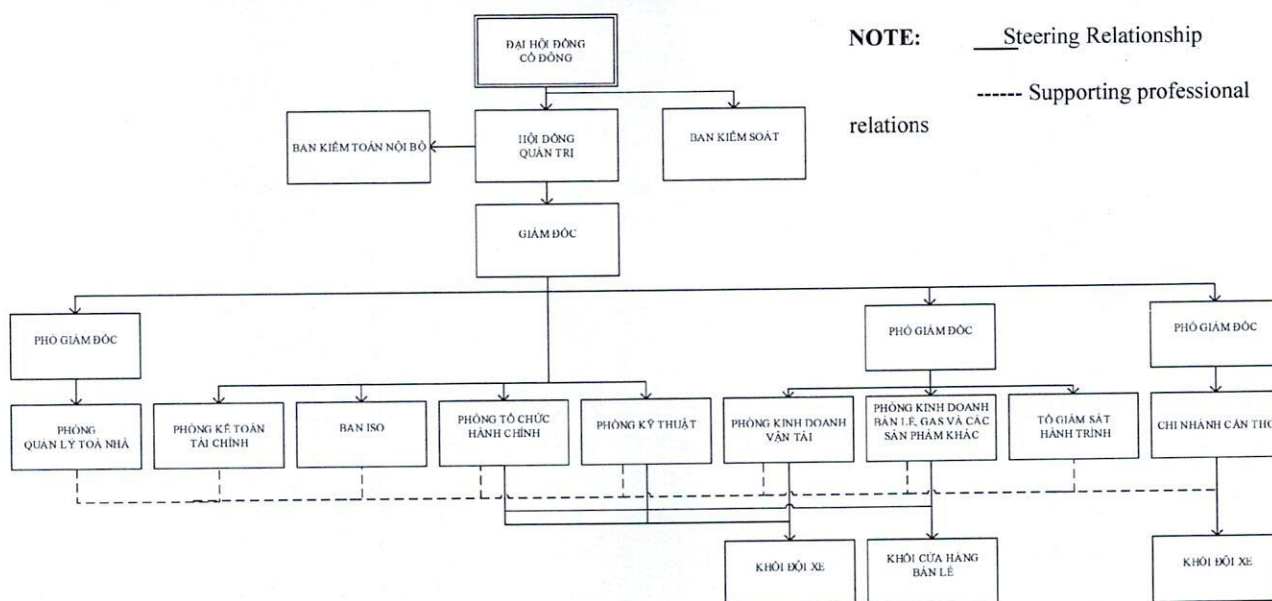 ĐẠI HỘI ĐỒNG
CỔ ĐÔNG
NOTE: Steering Relationship
------ Supporting professional
relations
BAN KIỂM TOÁN NỘI BỘ
HỘI ĐỒNG
QUẢN TRỊ
BAN KIỂM SOÁT
GIÁM ĐỐC
PHÓ GIÁM ĐỐC
PHÓ GIÁM ĐỐC
PHÓ GIÁM ĐỐC
PHÒNG
QUẢN LÝ TOÀ NHÀ
PHÒNG KẾ TOÁN
TÀI CHÍNH
BAN ISO
PHÒNG TỔ CHỨC
HÀNH CHÍNH
PHÒNG KỸ THUẬT
PHÒNG KINH DOANH
VẬN TẢI
PHÒNG KINH DOANH
BÁN LẺ, GAS VÀ CÁC
SẢN PHẨM KHÁC
TỔ GIÁM SÁT
HÀNH TRÌNH
CHI NHÁNH CẦN THƠ
KHỐI ĐỘI XE
KHỐI CỬA HÀNG
BÁN LẺ
KHỐI ĐỘI XE